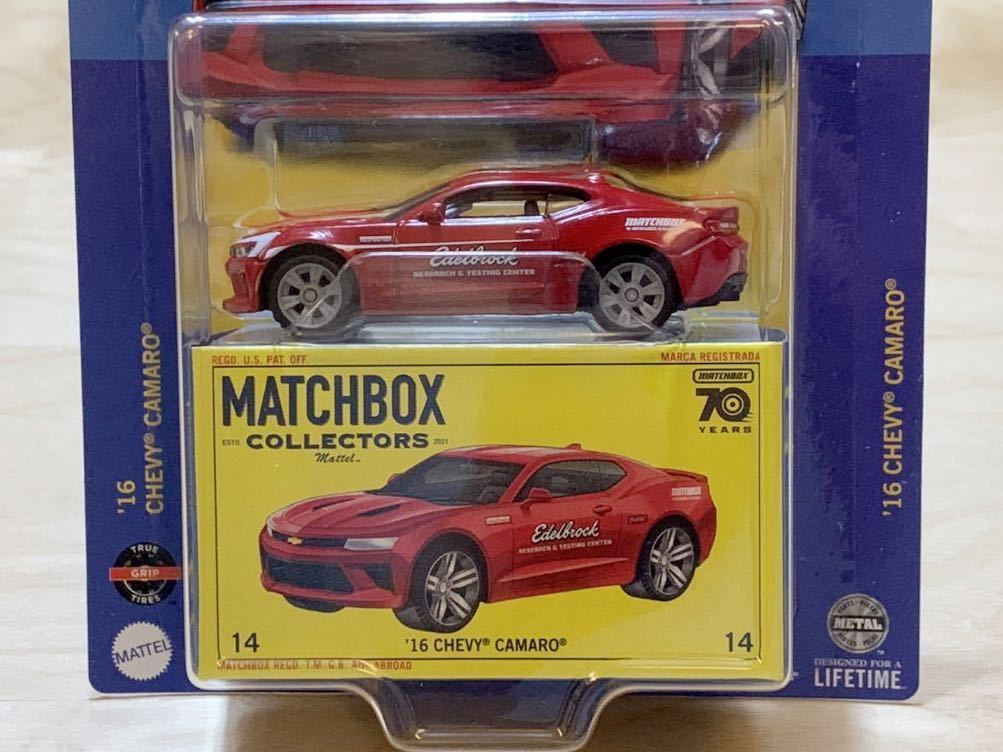 MATCHBOX
Edelbrock
RESEARCH & TESTING CENTER
REGD. U.S. PAT. OFF.
MARCA REGISTRADA
MATCHBOX
ESTD. COLLECTORS 2021
Mattel
MATCHBOX
70
YEARS
MATCHBOX
Edelbrock
RESEARCH & TESTING CENTER
14
'16 CHEVY® CAMARO®
14
MATCHBOX REGD. T.M. G.B. AND ABROAD
'16
CHEVY® CAMARO®
'16 CHEVY® CAMARO®
TRUE
GRIP
TIRES
MATTEL
METAL
DESIGNED FOR A
LIFETIME